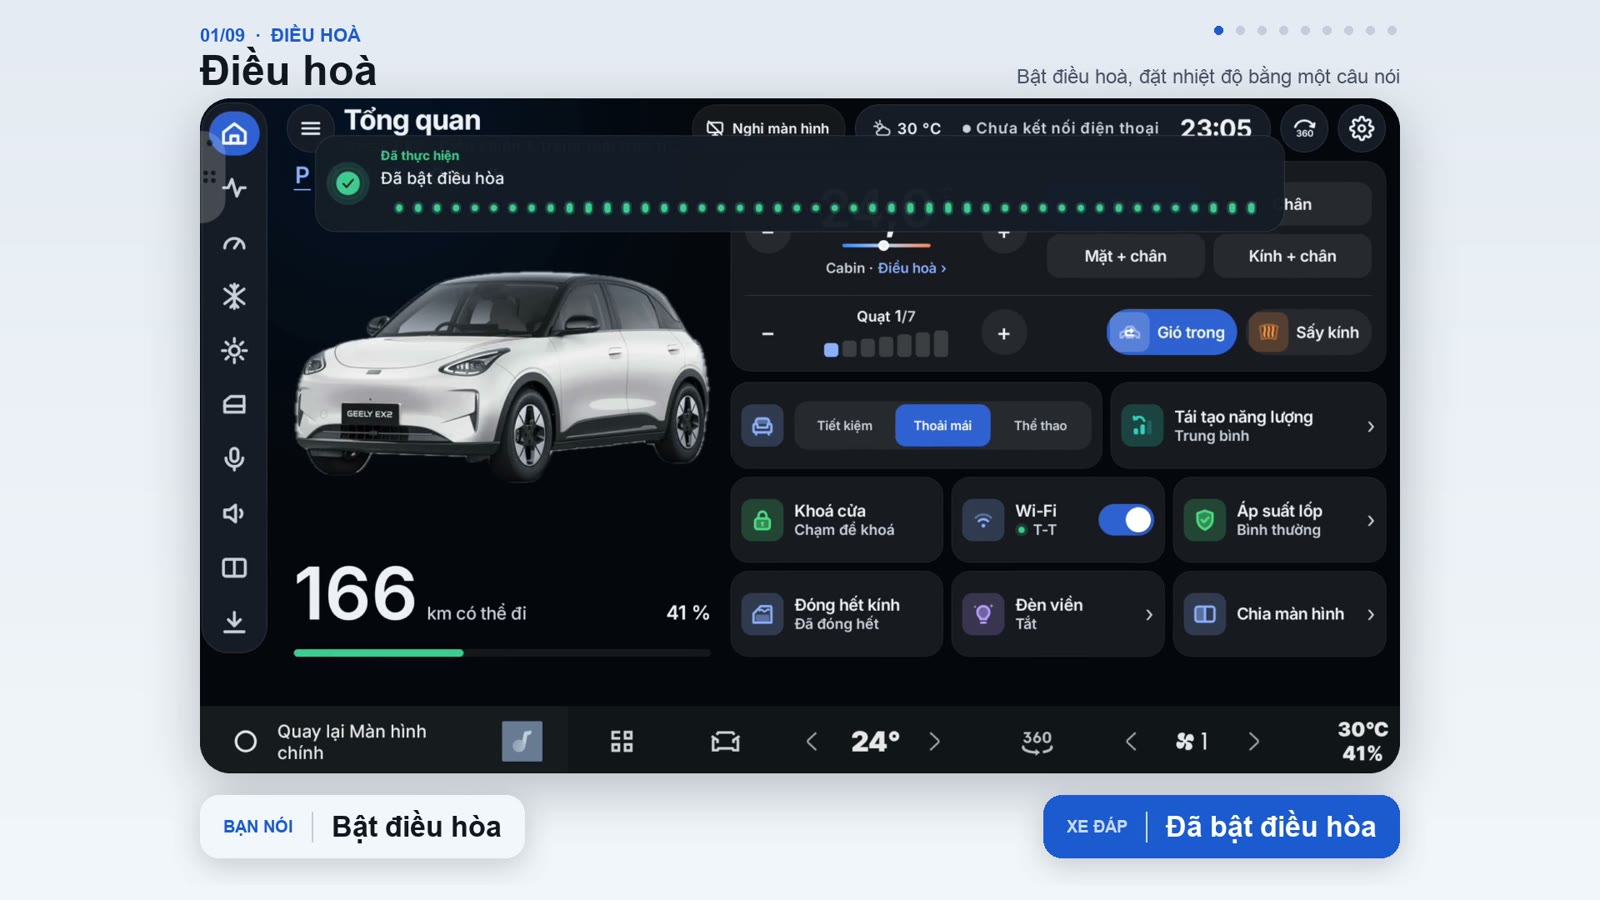 01/09 · ĐIỀU HOÀ
Điều hoà
Bật điều hoà, đặt nhiệt độ bằng một câu nói
Tổng quan
Nghỉ màn hình
30 °C
Chưa kết nối điện thoại
23:05
360
P
Đã thực hiện
Đã bật điều hòa
Cabin · Điều hoà ›
Mặt + chân
Kính + chân
Quạt 1/7
Gió trong
Sấy kính
GEELY EX2
Tiết kiệm
Thoải mái
Thể thao
Tái tạo năng lượng
Trung bình
Khoá cửa
Chạm để khoá
Wi-Fi
T-T
Áp suất lốp
Bình thường
166 km có thể đi
41 %
Đóng hết kính
Đã đóng hết
Đèn viền
Tắt
Chia màn hình
Quay lại Màn hình
chính
24°
360
1
30°C
41%
BẠN NÓI
Bật điều hòa
XE ĐÁP
Đã bật điều hòa